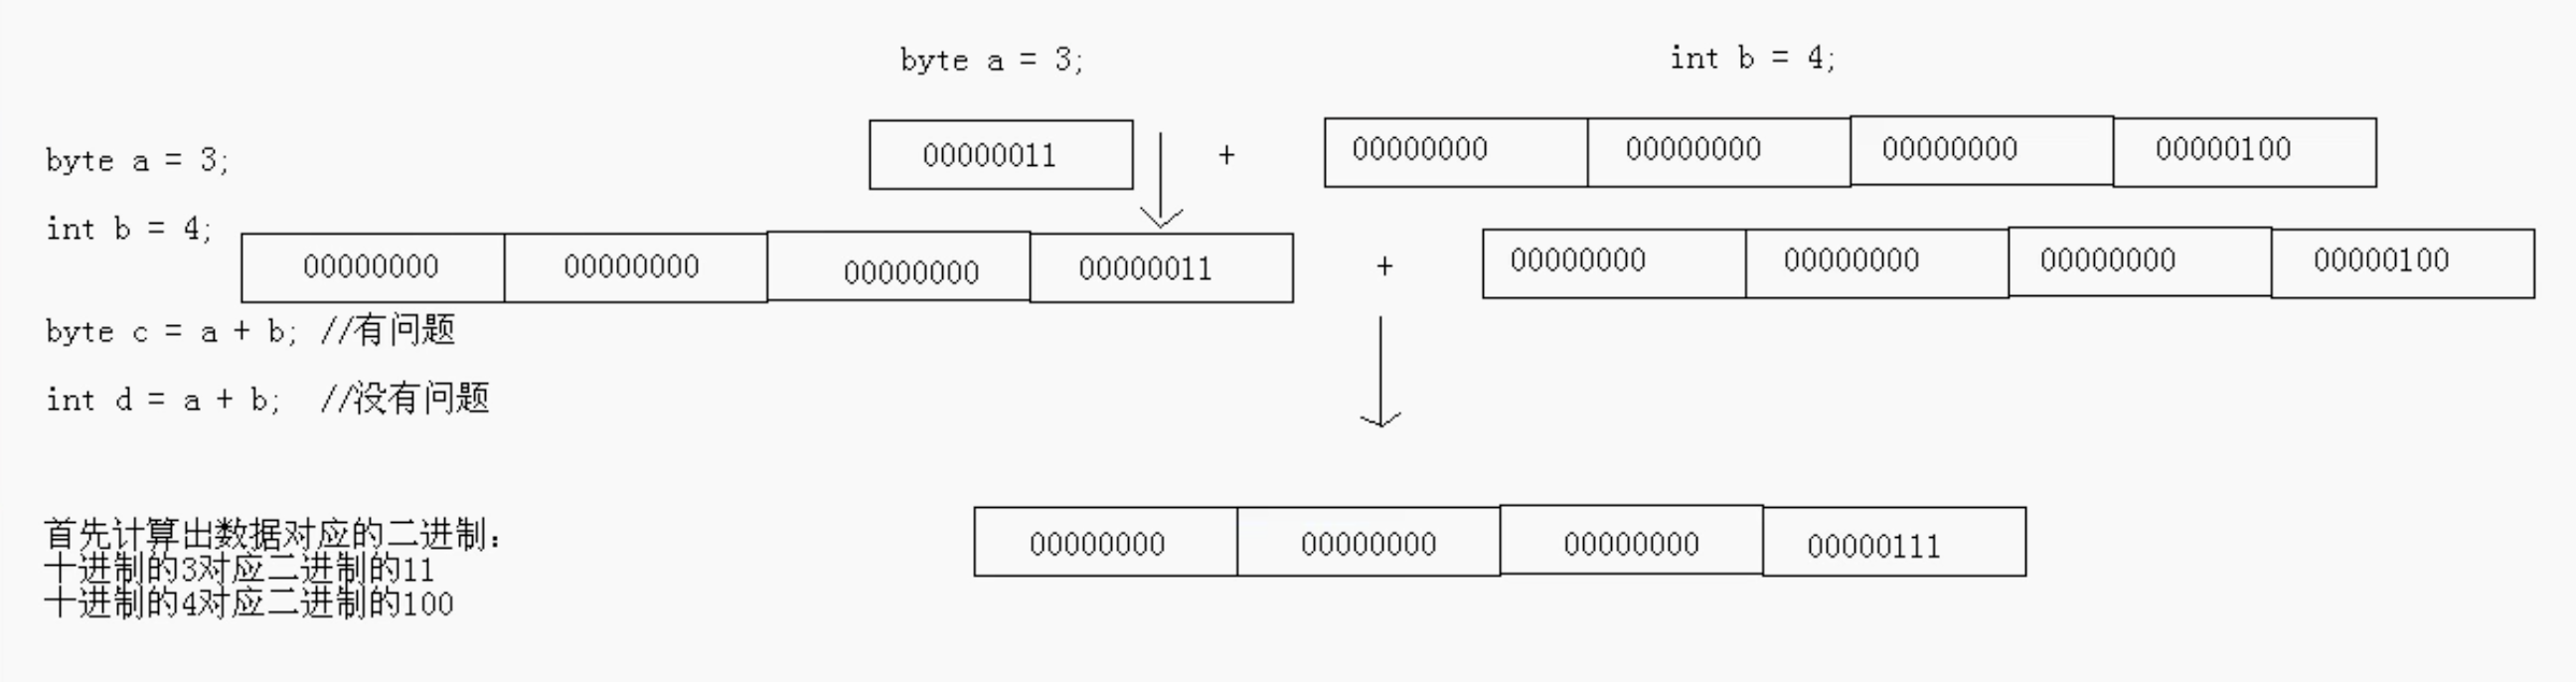 byte a = 3;
int b = 4;
byte a = 3;
00000011 + 00000000 00000000 00000000 00000100
int b = 4;
00000000 00000000 00000000 00000011 + 00000000 00000000 00000000 00000100
byte c = a + b; //有问题
int d = a + b; //没有问题
00000000 00000000 00000000 00000111
首先计算出数据对应的二进制：
十进制的3对应二进制的11
十进制的4对应二进制的100